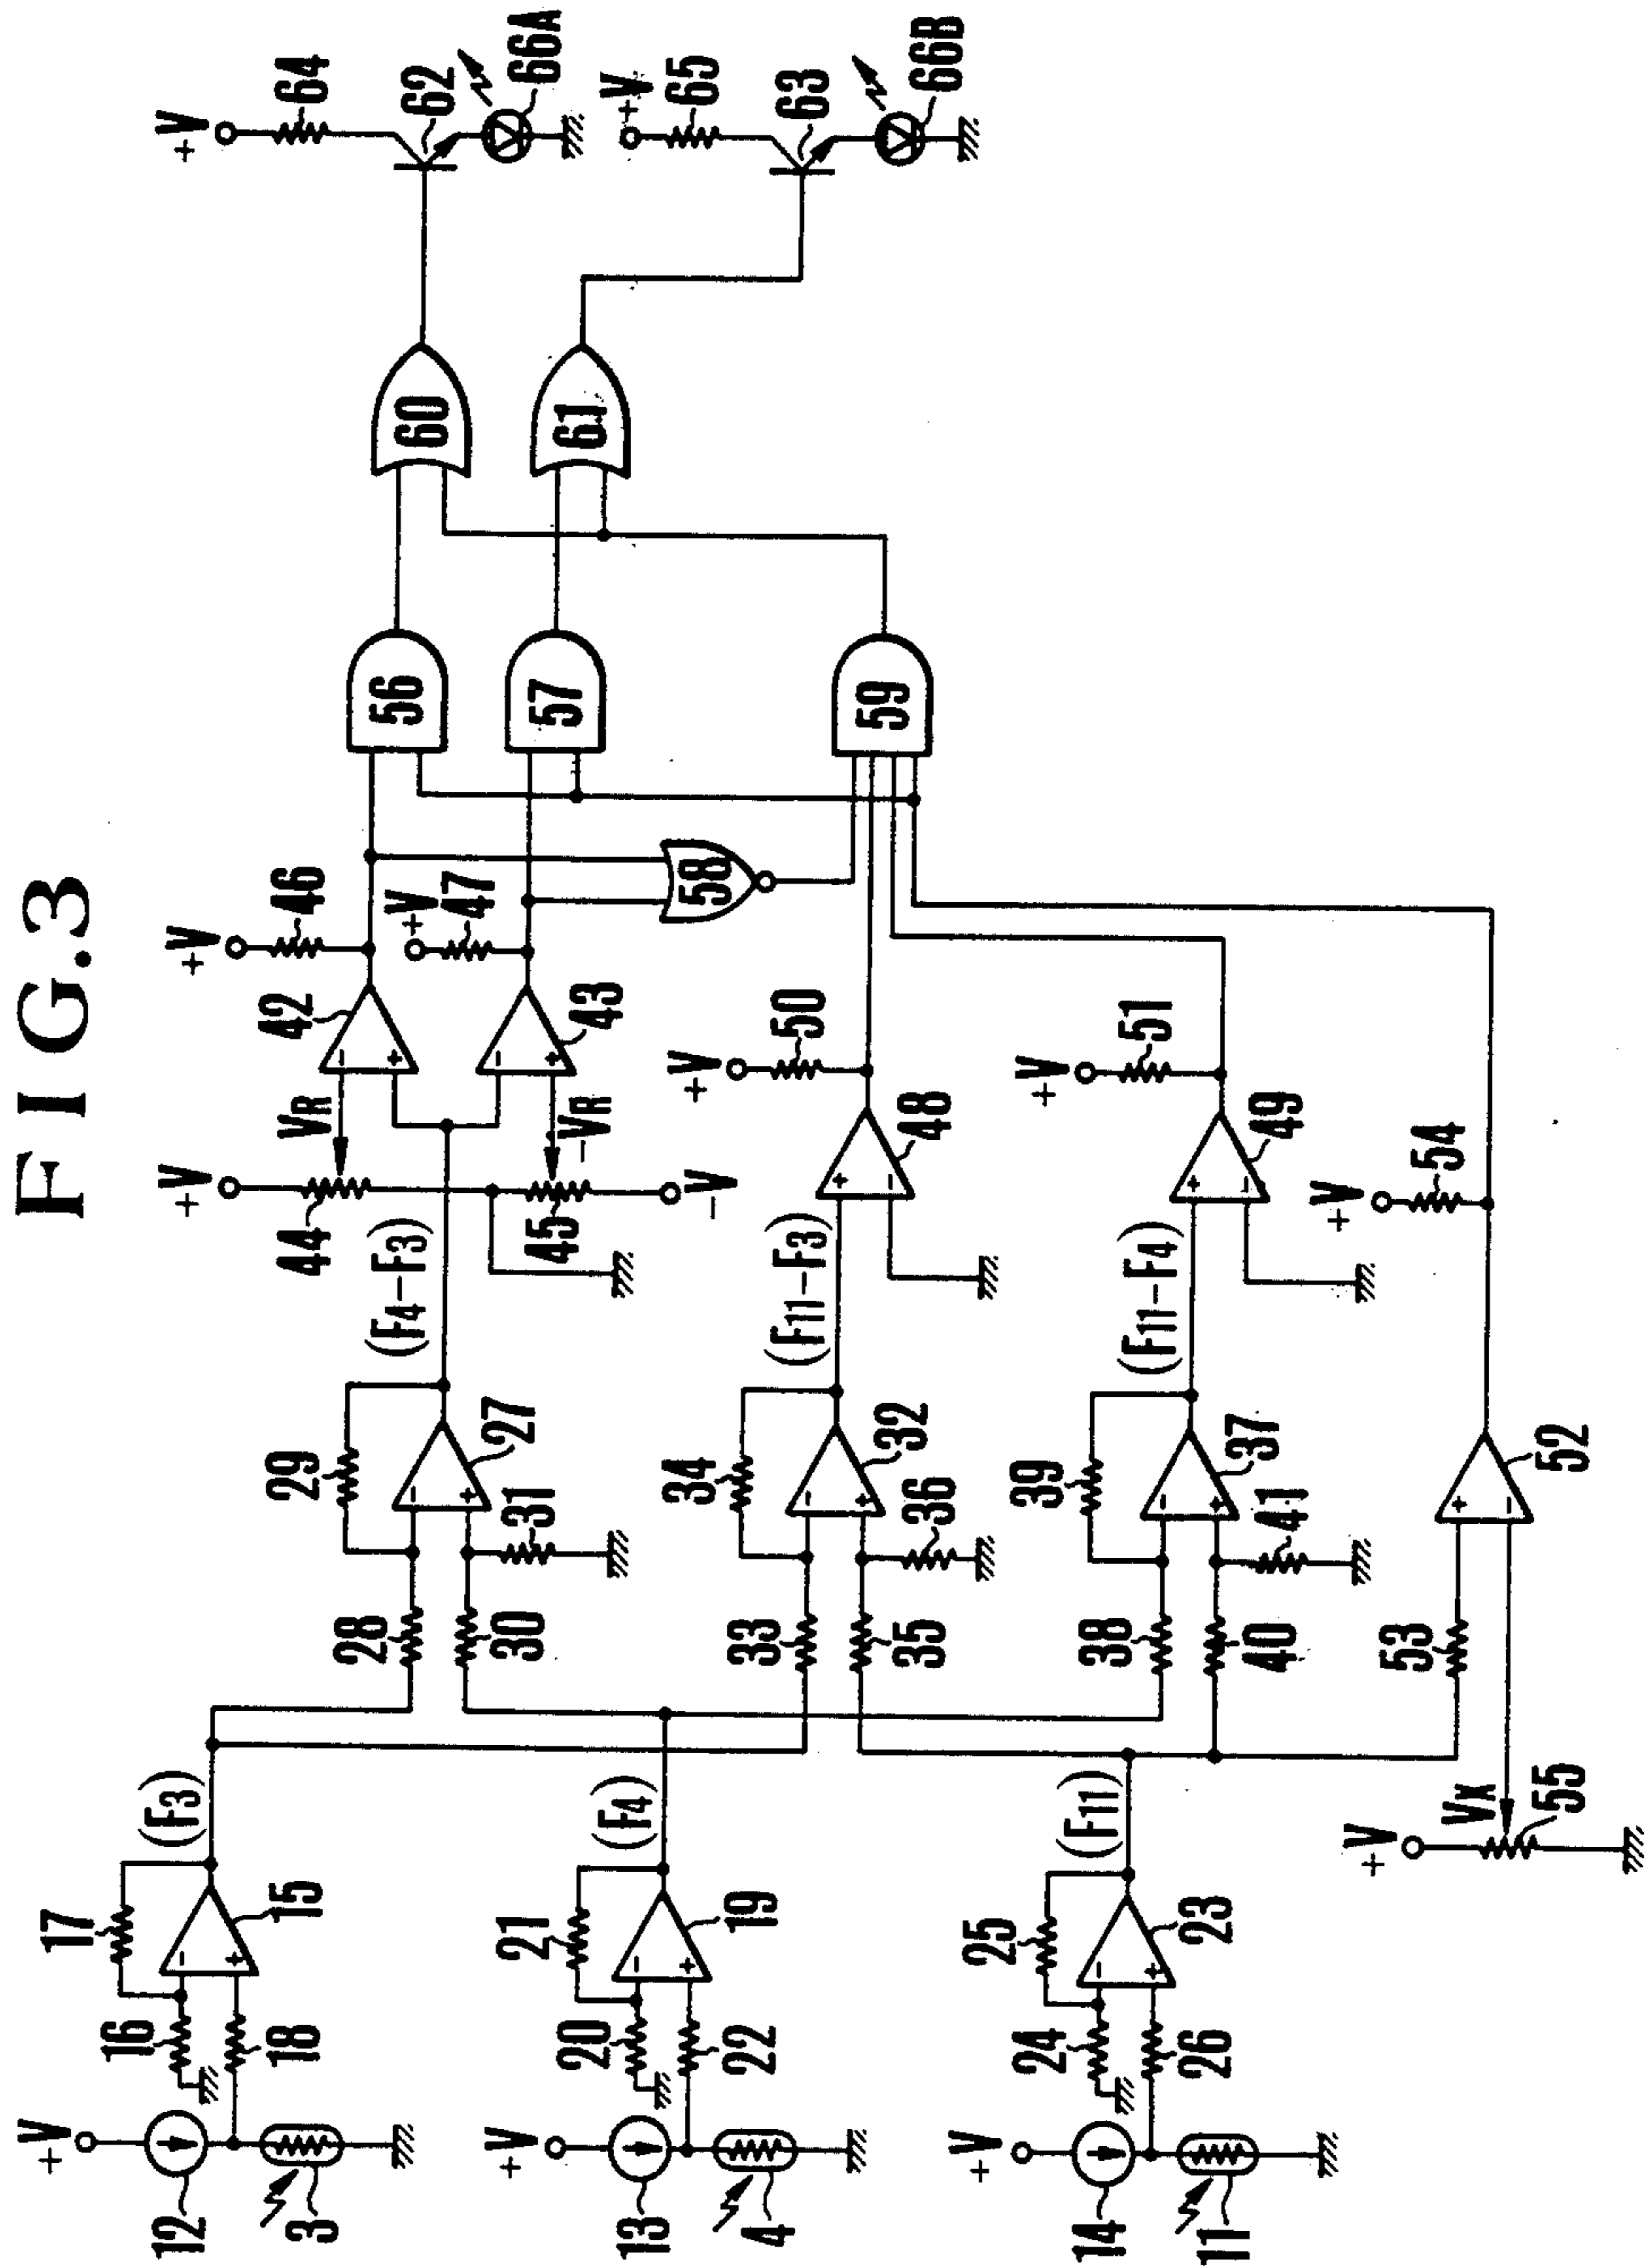 FIG.3
+V
64
62
66A
+V
65
63
66B
60
61
56
57
59
58
+V
46
42
+V
47
43
VR
-VR
+V
44
45
-V
+V
50
48
+V
51
49
+V
54
52
(F4-F3)
(F11-F3)
(F11-F4)
29
27
31
28
30
34
32
36
33
35
39
37
41
38
40
53
VX
+V
55
(F3)
(F4)
(F11)
17
15
16
18
+V
12
3
21
19
20
22
+V
13
4
25
23
24
26
+V
14
11